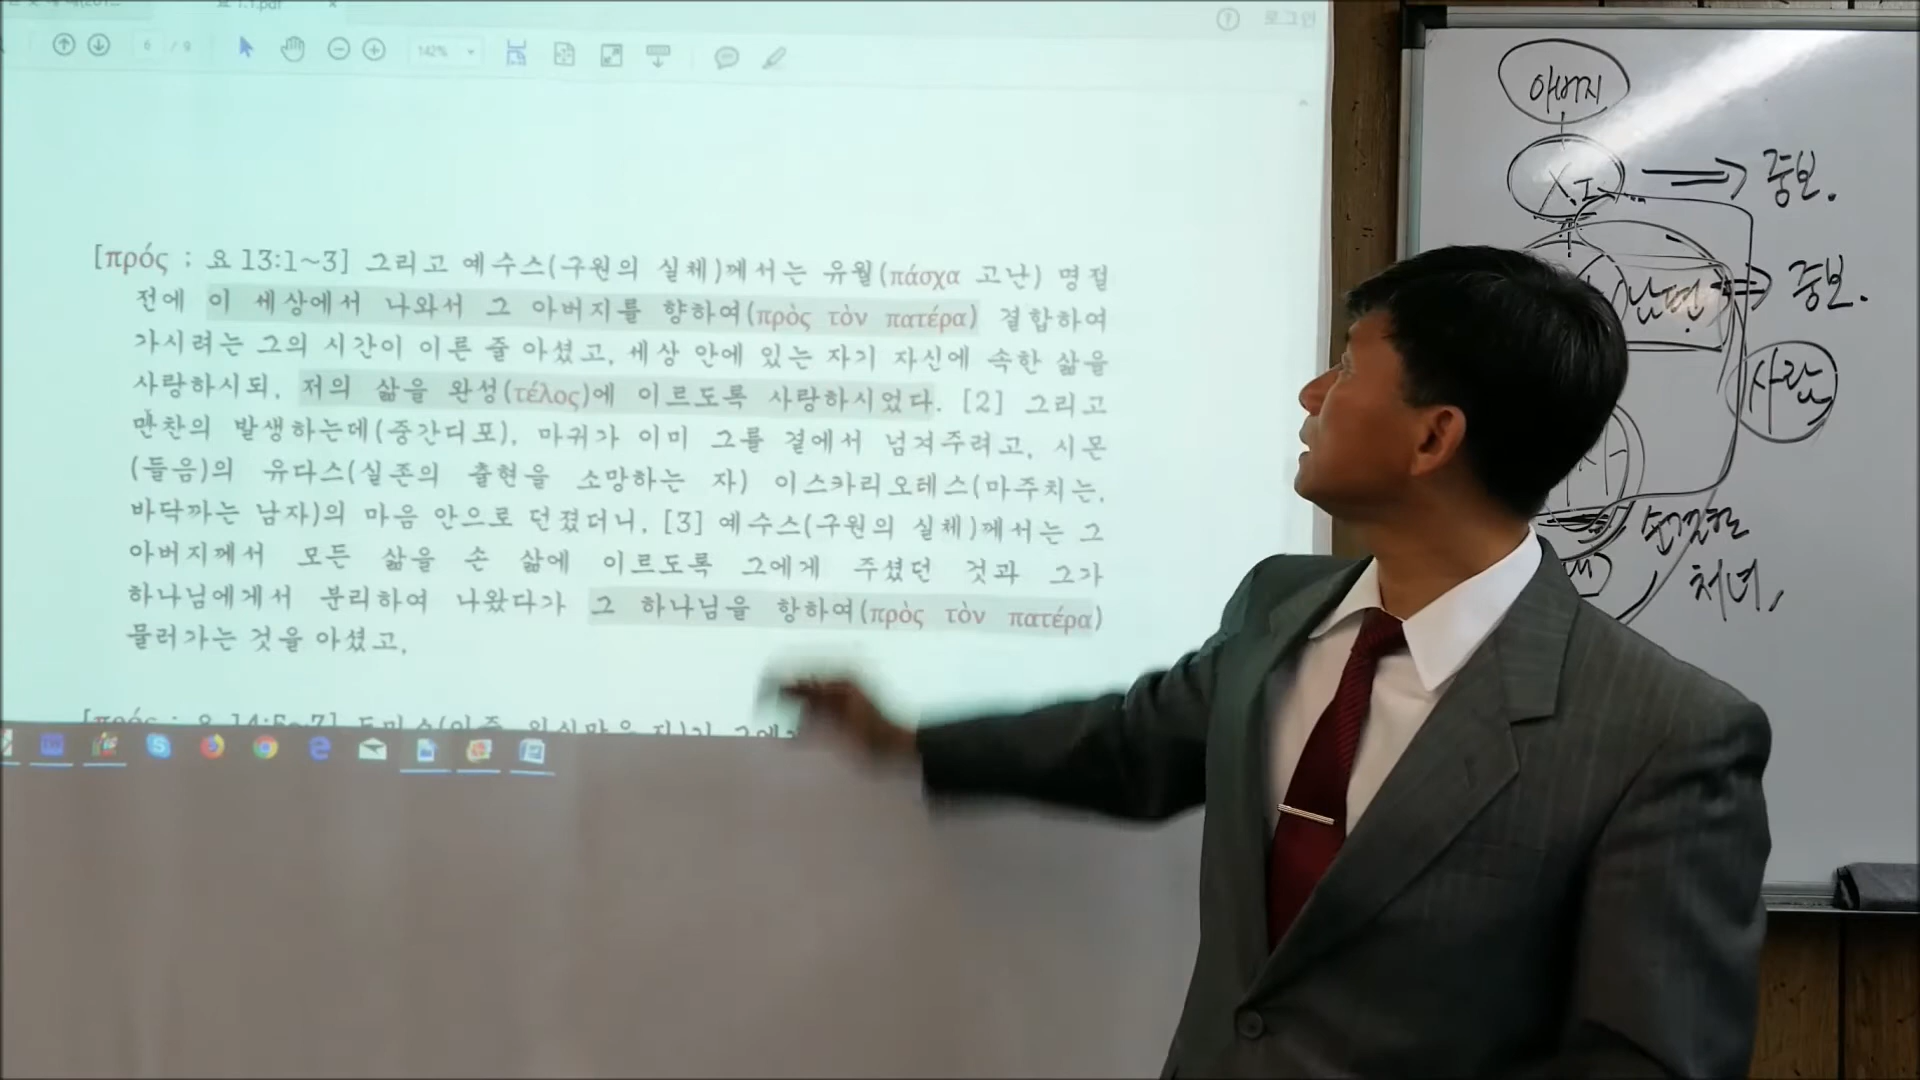 로그인
6 / 9
142%
[πρός : 요 13:1~3] 그리고 예수스(구원의 실체)께서는 유월(πάσχα 고난) 명절
전에 이 세상에서 나와서 그 아버지를 향하여(πρὸς τὸν πατέρα) 결합하여
가시려는 그의 시간이 이른 줄 아셨고, 세상 안에 있는 자기 자신에 속한 삶을
사랑하시되, 저의 삶을 완성(τέλος)에 이르도록 사랑하시었다. [2] 그리고
만찬의 발생하는데(중간디포), 마귀가 이미 그를 곁에서 넘겨주려고, 시몬
(들음)의 유다스(실존의 출현을 소망하는 자) 이스카리오테스(마주치는,
바닥까는 남자)의 마음 안으로 던졌더니, [3] 예수스(구원의 실체)께서는 그
아버지께서 모든 삶을 손 삶에 이르도록 그에게 주셨던 것과 그가
하나님에게서 분리하여 나왔다가 그 하나님을 향하여(πρὸς τὸν πατέρα)
물러가는 것을 아셨고,
아버지
중보.
남편
중보.
사람
처녀,